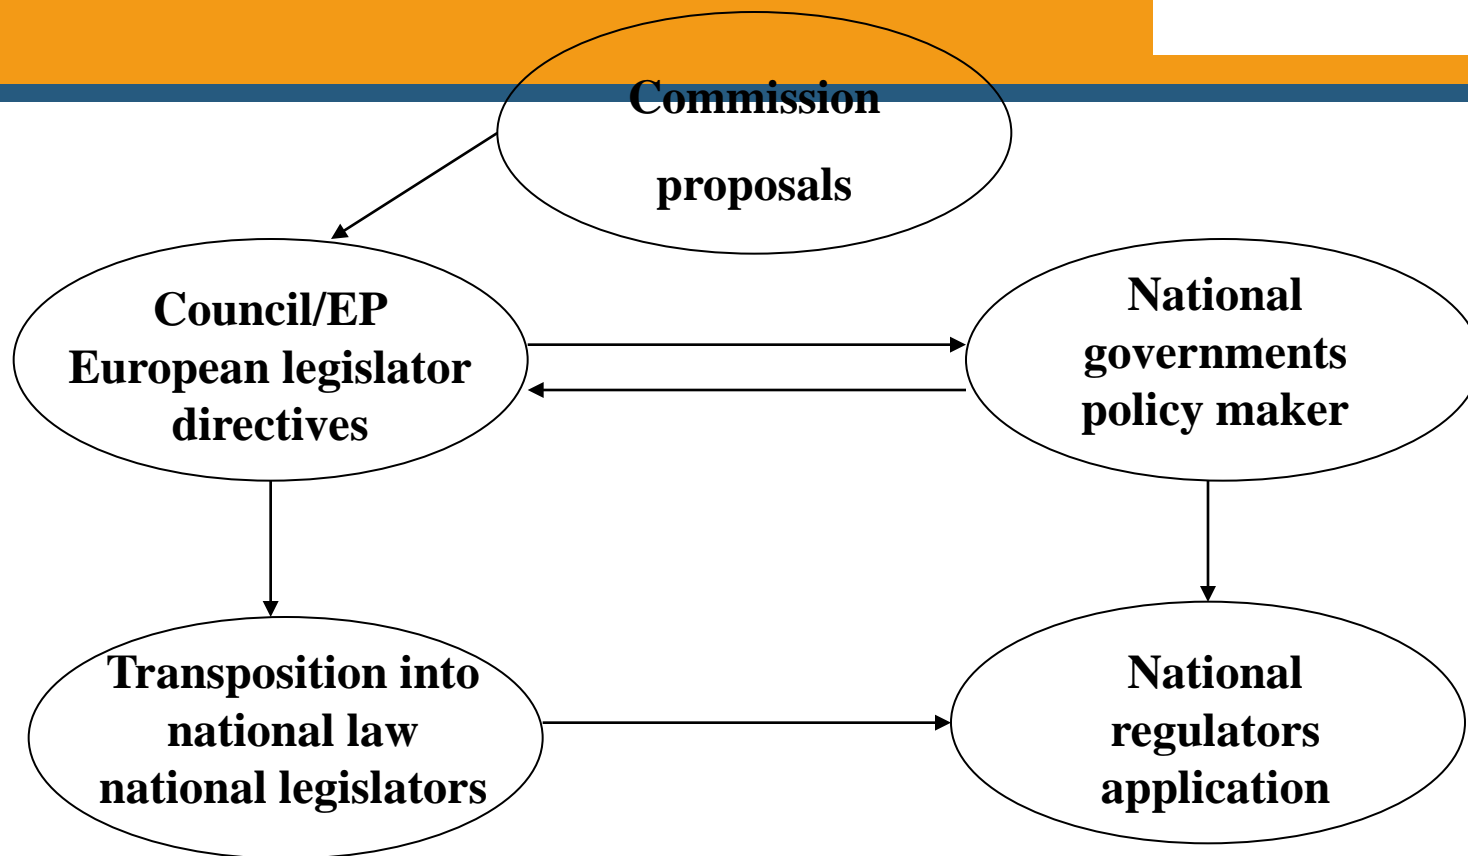 Commission
proposals
Council/EP
European legislator
directives
National
governments
policy maker
Transposition into
national law
national legislators
National
regulators
application